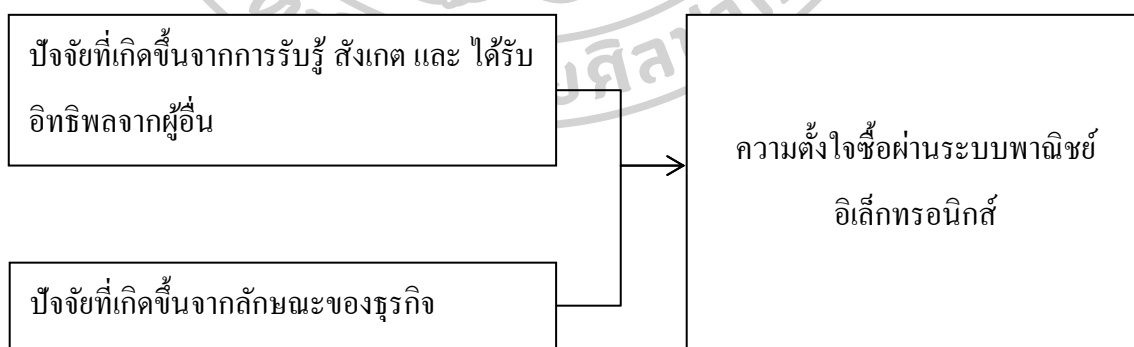 ปัจจัยที่เกิดขึ้นจากการรับรู้ สังเกต และ ได้รับ
อิทธิพลจากผู้อื่น
ความตั้งใจซื้อผ่านระบบพาณิชย์
อิเล็กทรอนิกส์
ปัจจัยที่เกิดขึ้นจากลักษณะของธุรกิจ